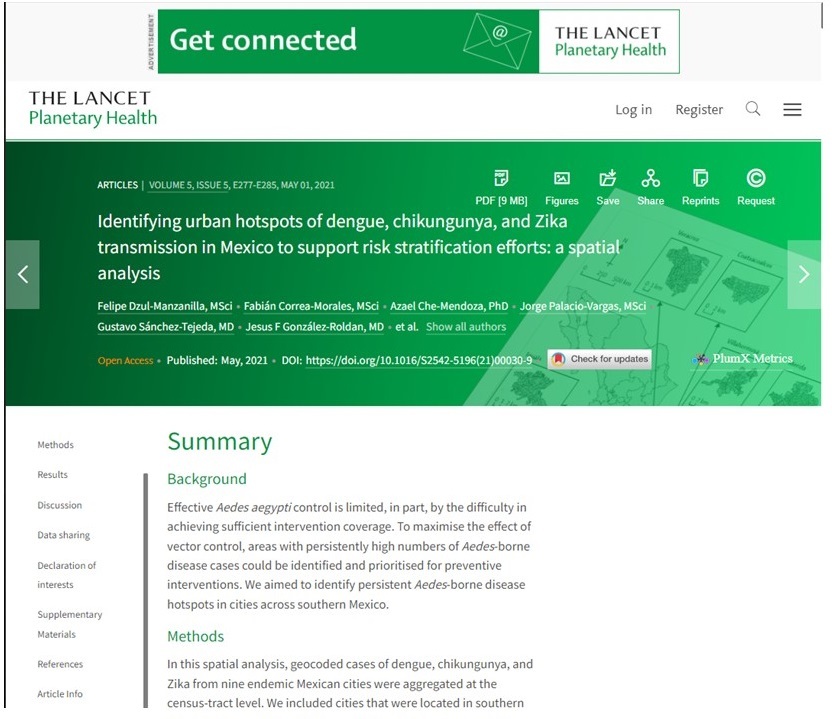 ADVERTISEMENT
Get connected
@
THE LANCET
Planetary Health
THE LANCET
Planetary Health
Log in
Register
ARTICLES | VOLUME 5, ISSUE 5, E277-E285, MAY 01, 2021
PDF [9 MB]
Figures
Save
Share
Reprints
Request
Identifying urban hotspots of dengue, chikungunya, and Zika
transmission in Mexico to support risk stratification efforts: a spatial
analysis
Felipe Dzul-Manzanilla, MSci • Fabián Correa-Morales, MSci • Azael Che-Mendoza, PhD • Jorge Palacio-Vargas, MSci
Gustavo Sánchez-Tejeda, MD • Jesus F González-Roldan, MD • et al. Show all authors
Open Access • Published: May, 2021 • DOI: https://doi.org/10.1016/S2542-5196(21)00030-9
Check for updates
PlumX Metrics
Methods
Results
Discussion
Data sharing
Declaration of
interests
Supplementary
Materials
References
Article Info
Summary
Background
Effective Aedes aegypti control is limited, in part, by the difficulty in
achieving sufficient intervention coverage. To maximise the effect of
vector control, areas with persistently high numbers of Aedes-borne
disease cases could be identified and prioritised for preventive
interventions. We aimed to identify persistent Aedes-borne disease
hotspots in cities across southern Mexico.
Methods
In this spatial analysis, geocoded cases of dengue, chikungunya, and
Zika from nine endemic Mexican cities were aggregated at the
census-tract level. We included cities that were located in southern